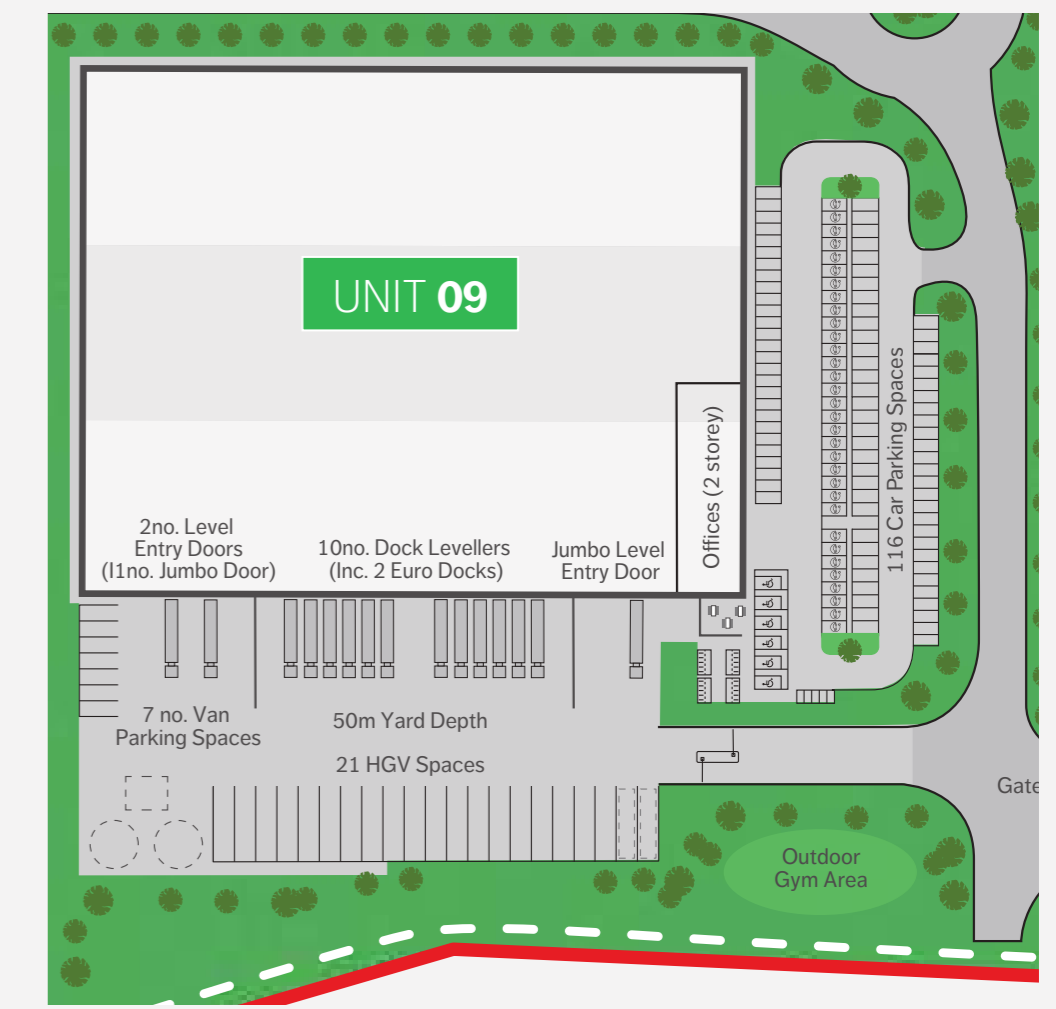 UNIT 09
Offices (2 storey)
116 Car Parking Spaces
2no. Level
Entry Doors
(I1no. Jumbo Door)
10no. Dock Levellers
(Inc. 2 Euro Docks)
Jumbo Level
Entry Door
7 no. Van
Parking Spaces
50m Yard Depth
21 HGV Spaces
Gate
Outdoor
Gym Area